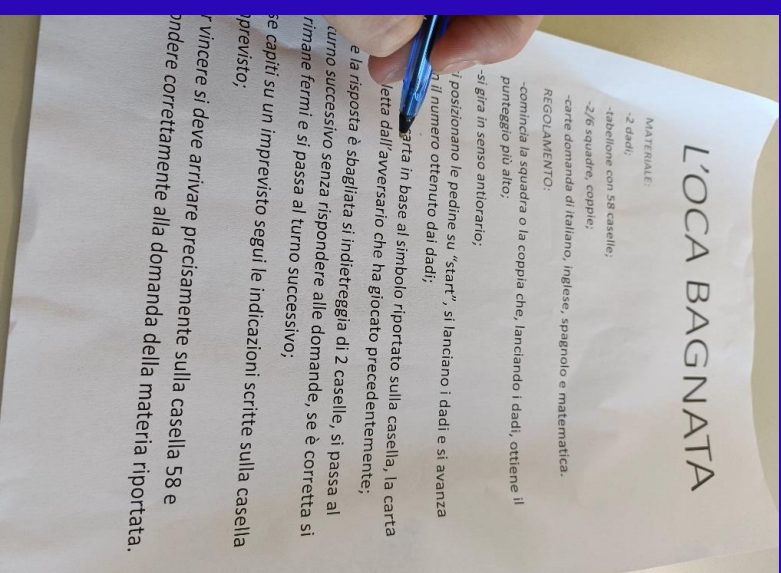 L'OCA BAGNATA
MATERIALE:
-2 dadi;
-tabellone con 58 caselle;
-2/6 squadre, coppie;
-carte domanda di italiano, inglese, spagnolo e matematica.
REGOLAMENTO:
-comincia la squadra o la coppia che, lanciando i dadi, ottiene il
punteggio più alto;
-si gira in senso antiorario;
i posizionano le pedine su "start", si lanciano i dadi e si avanza
n il numero ottenuto dai dadi;
arta in base al simbolo riportato sulla casella, la carta
letta dall'avversario che ha giocato precedentemente;
e la risposta è sbagliata si indietreggia di 2 caselle, si passa al
turno successivo senza rispondere alle domande, se è corretta si
rimane fermi e si passa al turno successivo;
se capiti su un imprevisto segui le indicazioni scritte sulla casella
previsto;
r vincere si deve arrivare precisamente sulla casella 58 e
ondere correttamente alla domanda della materia riportata.